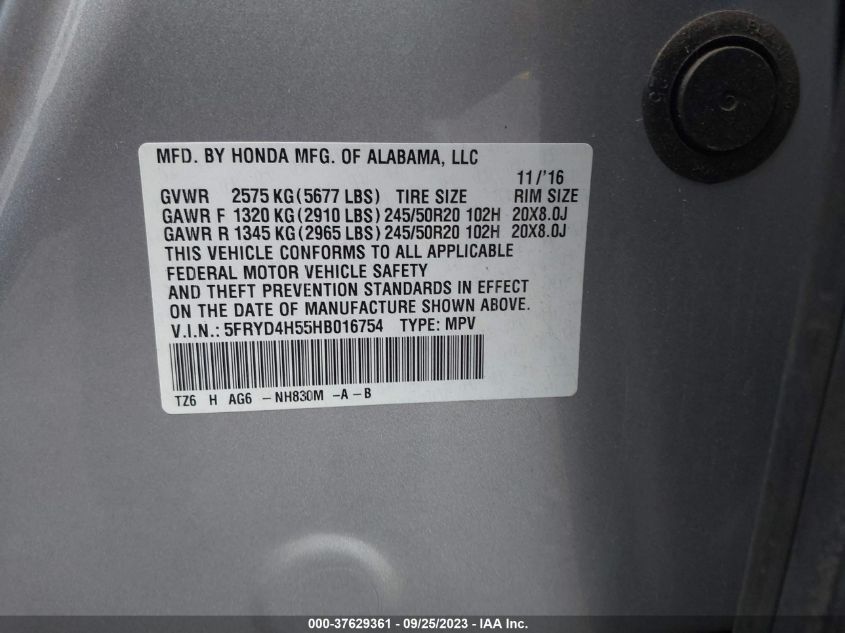 MFD. BY HONDA MFG. OF ALABAMA, LLC
11/'16
GVWR 2575 KG(5677 LBS) TIRE SIZE RIM SIZE
GAWR F 1320 KG(2910 LBS) 245/50R20 102H 20X8.0J
GAWR R 1345 KG(2965 LBS) 245/50R20 102H 20X8.0J
THIS VEHICLE CONFORMS TO ALL APPLICABLE
FEDERAL MOTOR VEHICLE SAFETY
AND THEFT PREVENTION STANDARDS IN EFFECT
ON THE DATE OF MANUFACTURE SHOWN ABOVE.
V.I.N.: 5FRYD4H55HB016754 TYPE: MPV
TZ6 H AG6 -NH830M -A-B
000-37629361 - 09/25/2023 - IAA Inc.